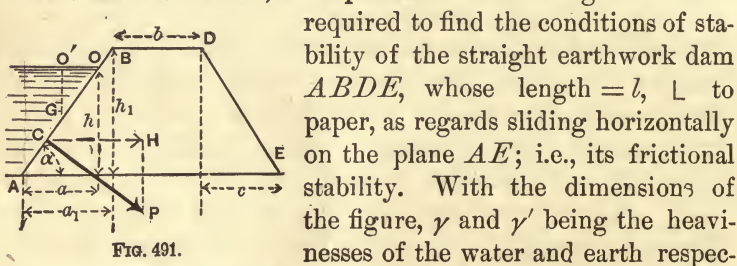 required to find the conditions of sta-
bility of the straight earthwork dam
ABDE, whose length = l, ⌊ to
paper, as regards sliding horizontally
on the plane AE; i.e., its frictional
stability. With the dimensions of
the figure, γ and γ' being the heavi-
nesses of the water and earth respec-
b
O' O B D
G h h₁
C H
α
A E
a c
a₁ P
FIG. 491.